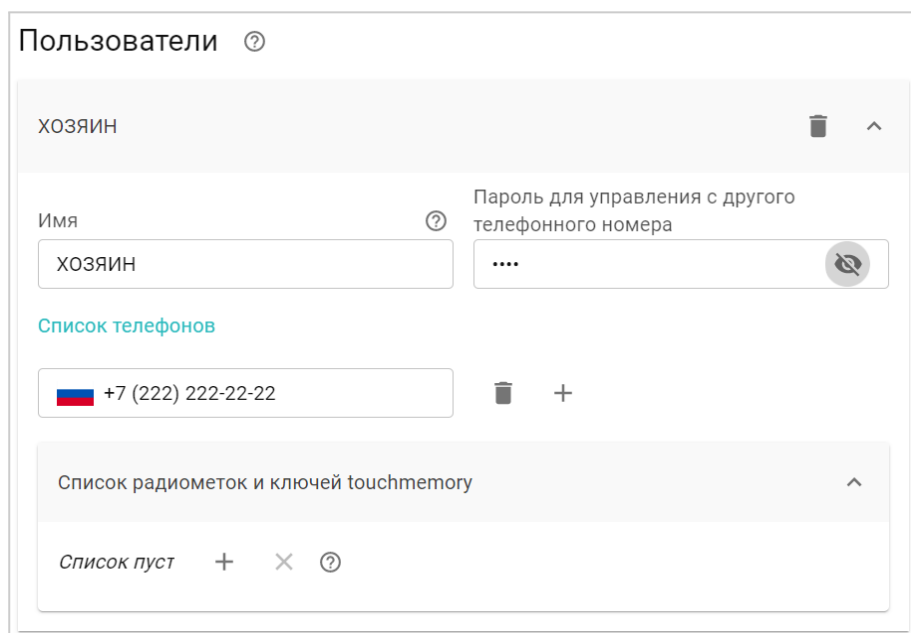 Пользователи
ХОЗЯИН
Имя
Пароль для управления с другого
телефонного номера
ХОЗЯИН
••••
Список телефонов
+7 (222) 222-22-22
Список радиометок и ключей touchmemory
Список пуст